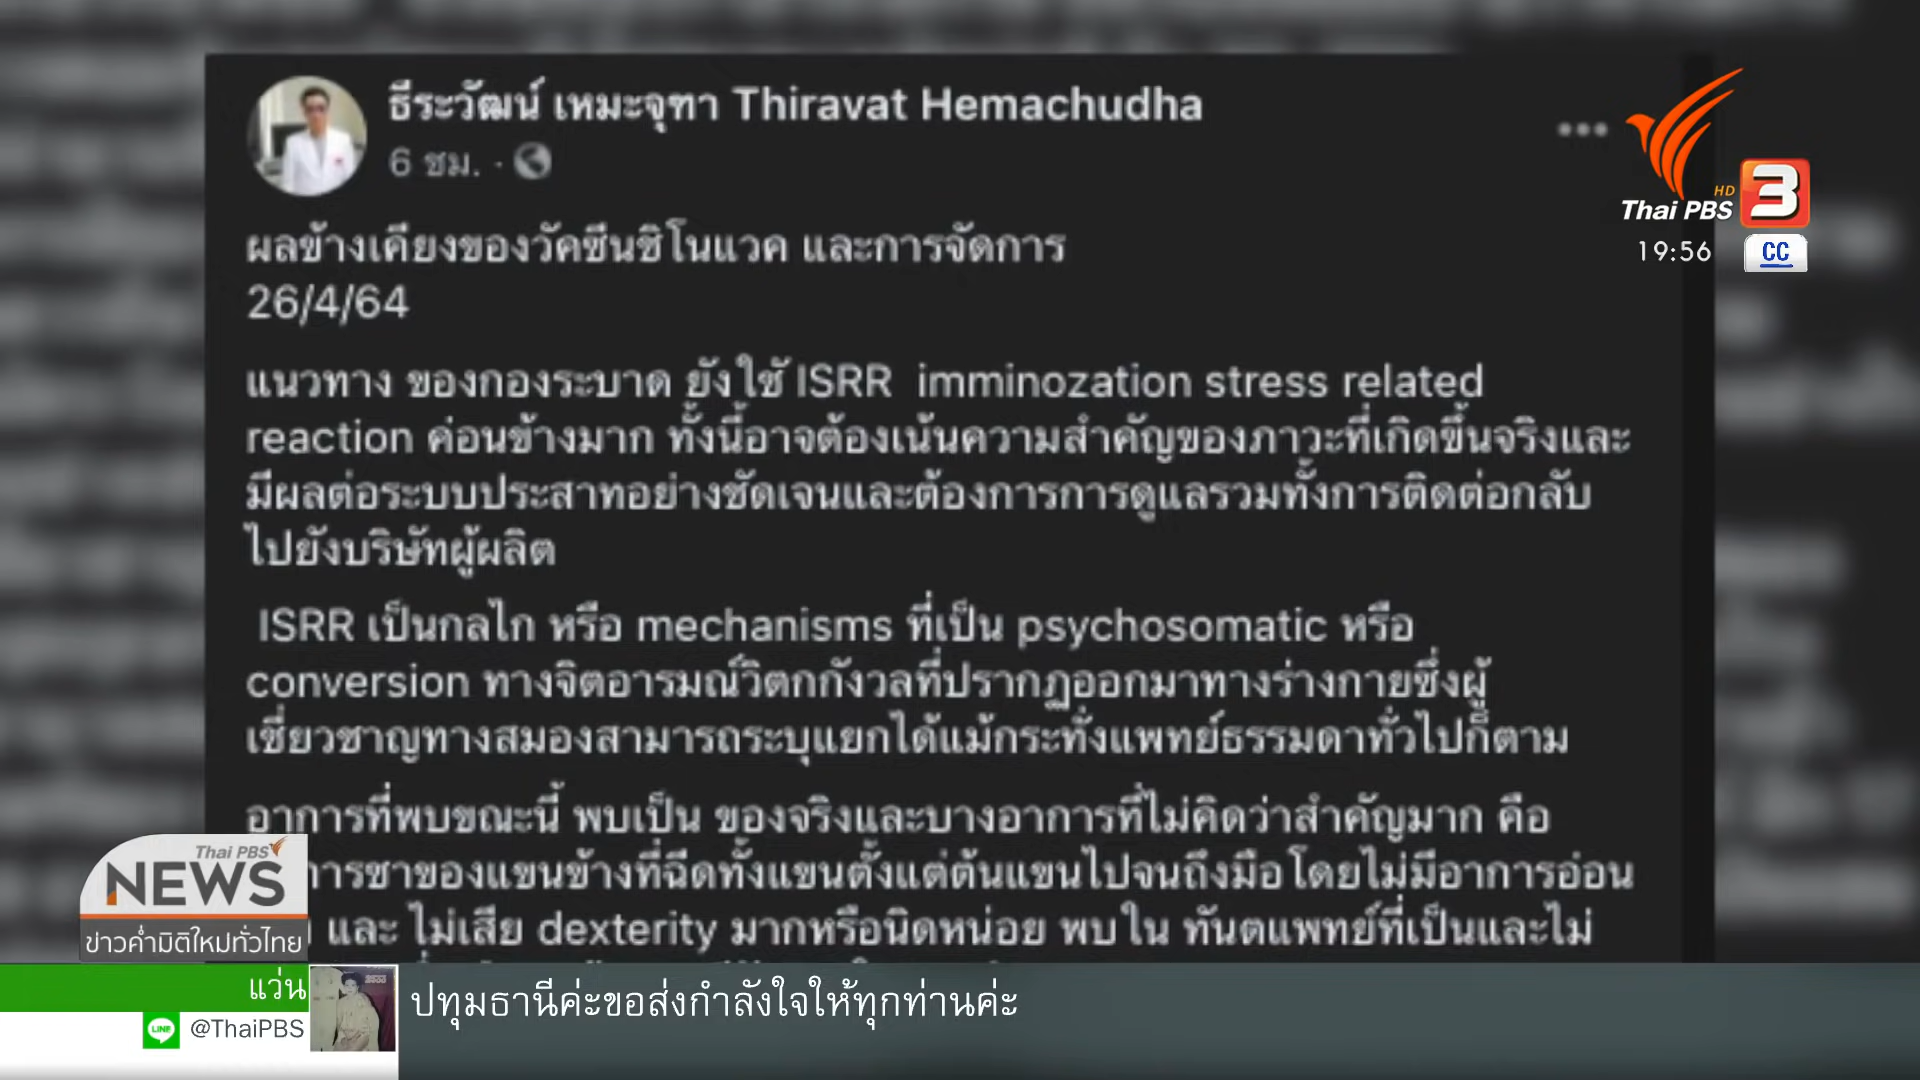 ธีระวัฒน์ เหมะจุฑา Thiravat Hemachudha
6 ชม. ·
ผลข้างเคียงของวัคซีนซิโนแวค และการจัดการ
26/4/64
แนวทาง ของกองระบาด ยังใช้ ISRR imminozation stress related
reaction ค่อนข้างมาก ทั้งนี้อาจต้องเน้นความสำคัญของภาวะที่เกิดขึ้นจริงและ
มีผลต่อระบบประสาทอย่างชัดเจนและต้องการการดูแลรวมทั้งการติดต่อกลับ
ไปยังบริษัทผู้ผลิต
ISRR เป็นกลไก หรือ mechanisms ที่เป็น psychosomatic หรือ
conversion ทางจิตอารมณ์วิตกกังวลที่ปรากฏออกมาทางร่างกายซึ่งผู้
เชี่ยวชาญทางสมองสามารถระบุแยกได้แม้กระทั่งแพทย์ธรรมดาทั่วไปก็ตาม
อาการที่พบขณะนี้ พบเป็น ของจริงและบางอาการที่ไม่คิดว่าสำคัญมาก คือ
การชาของแขนข้างที่ฉีดทั้งแขนตั้งแต่ต้นแขนไปจนถึงมือโดยไม่มีอาการอ่อน
และ ไม่เสีย dexterity มากหรือนิดหน่อย พบใน ทันตแพทย์ที่เป็นและไม่
Thai PBS HD 3
19:56 CC
Thai PBS
NEWS
ข่าวค่ำมิติใหม่ทั่วไทย
แว่น
LINE @ThaiPBS
ปทุมธานีค่ะขอส่งกำลังใจให้ทุกท่านค่ะ